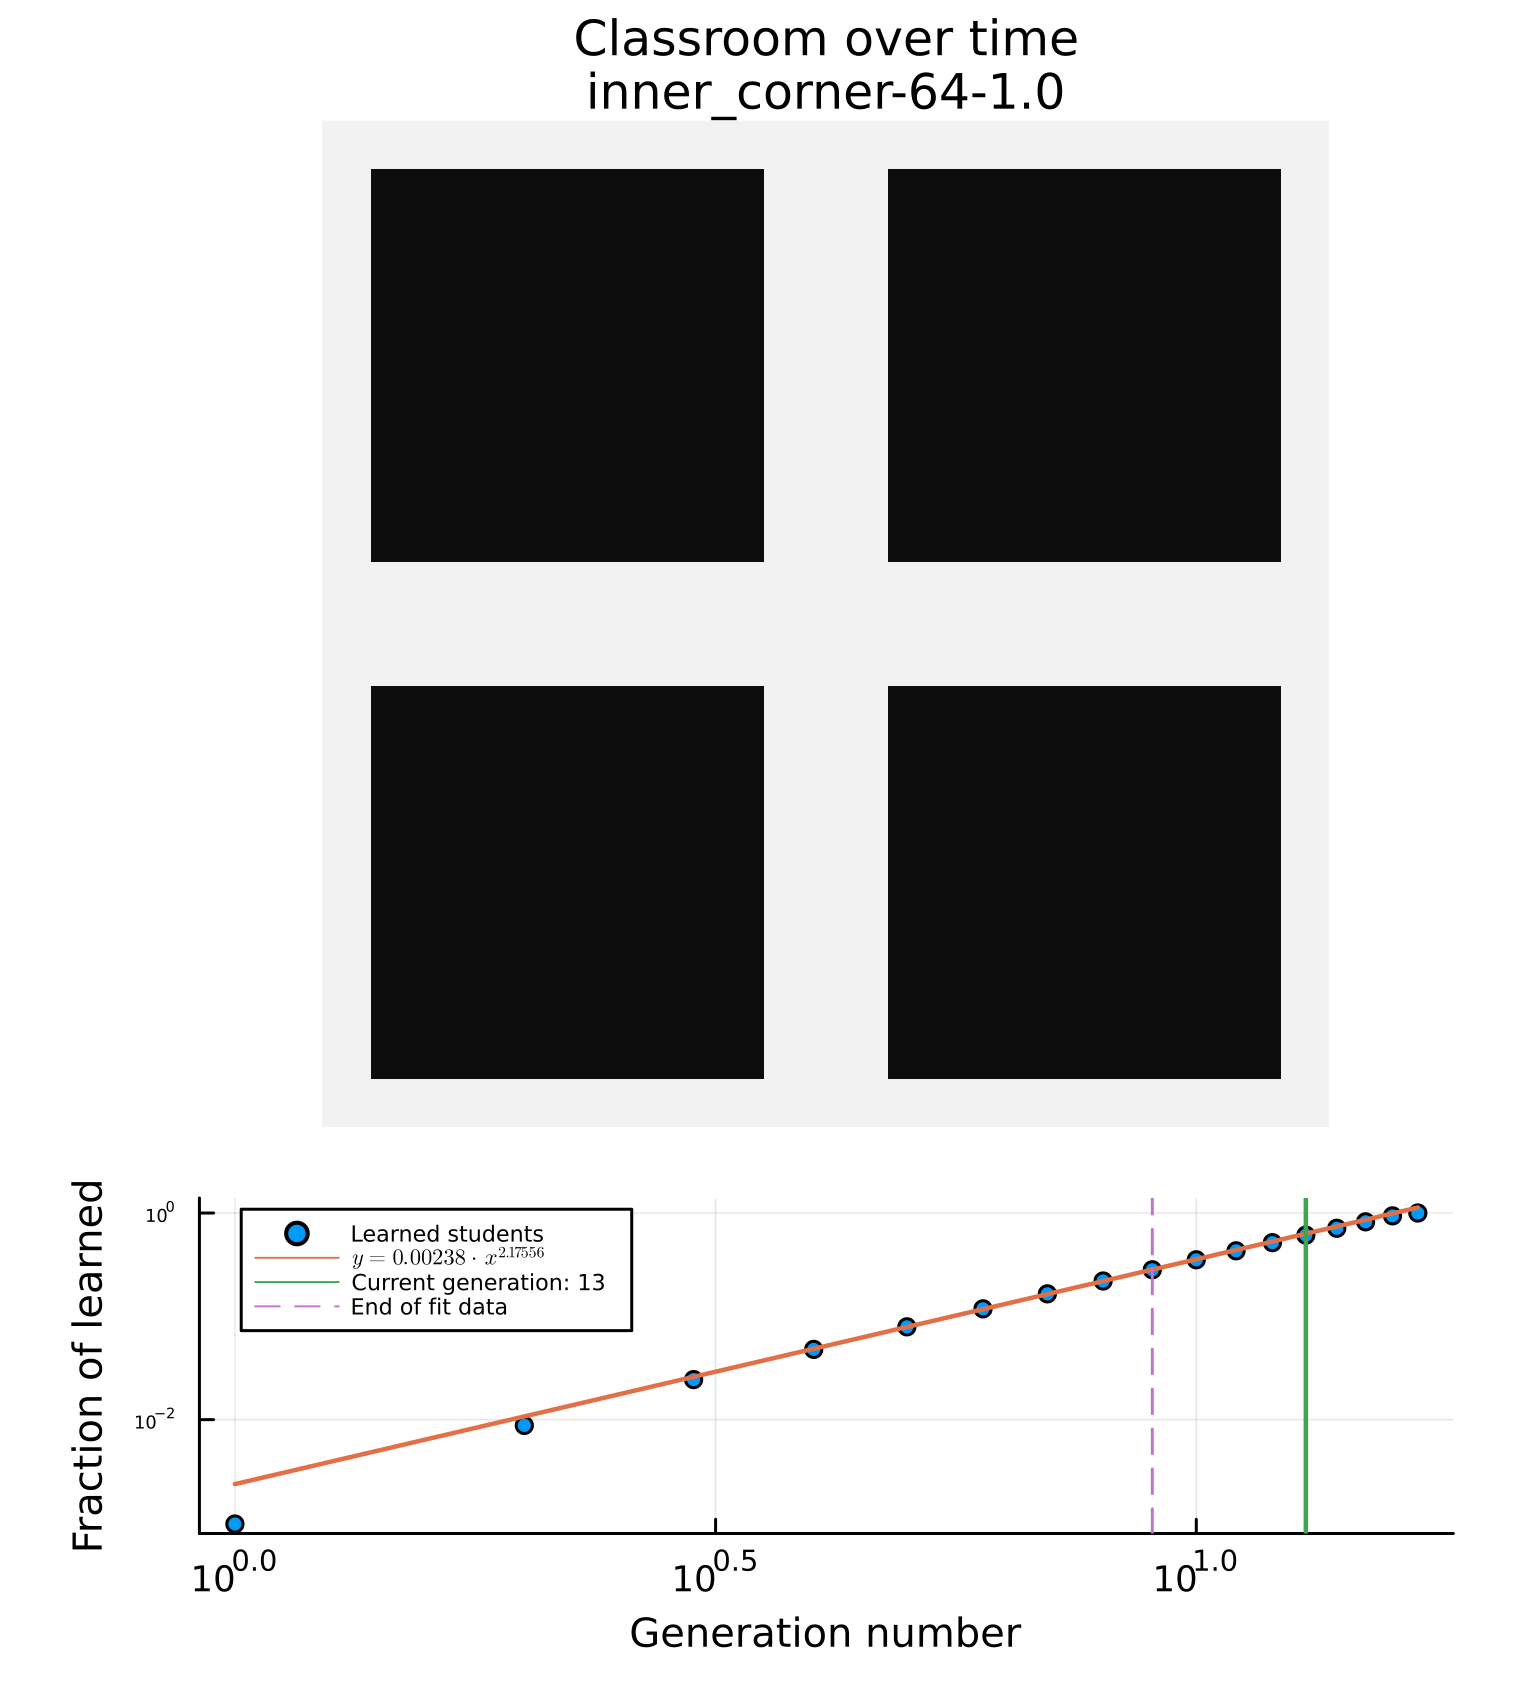 Classroom over time
inner_corner-64-1.0
Fraction of learned
10^0
10^−2
Learned students
y = 0.00238 · x^2.17556
Current generation: 13
End of fit data
10^0.0 10^0.5 10^1.0
Generation number